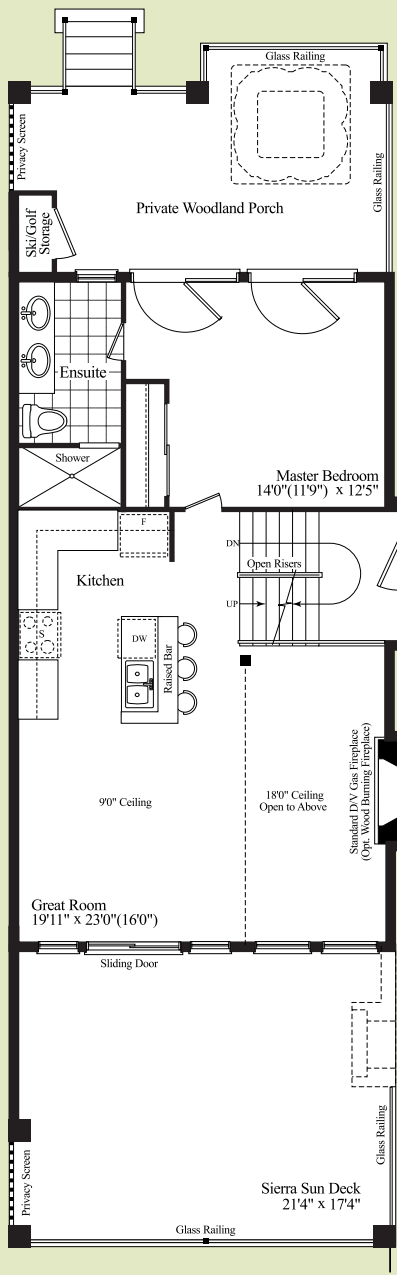 Glass Railing
Privacy Screen
Glass Railing
Ski/Golf
Storage
Private Woodland Porch
Ensuite
Shower
Master Bedroom
14'0"(11'9") x 12'5"
F
DN
Open Risers
Kitchen
UP
S
DW
Raised Bar
9'0" Ceiling
18'0" Ceiling
Open to Above
Standard D/V Gas Fireplace
(Opt. Wood Burning Fireplace)
Great Room
19'11" x 23'0"(16'0")
Sliding Door
Glass Railing
Privacy Screen
Sierra Sun Deck
21'4" x 17'4"
Glass Railing